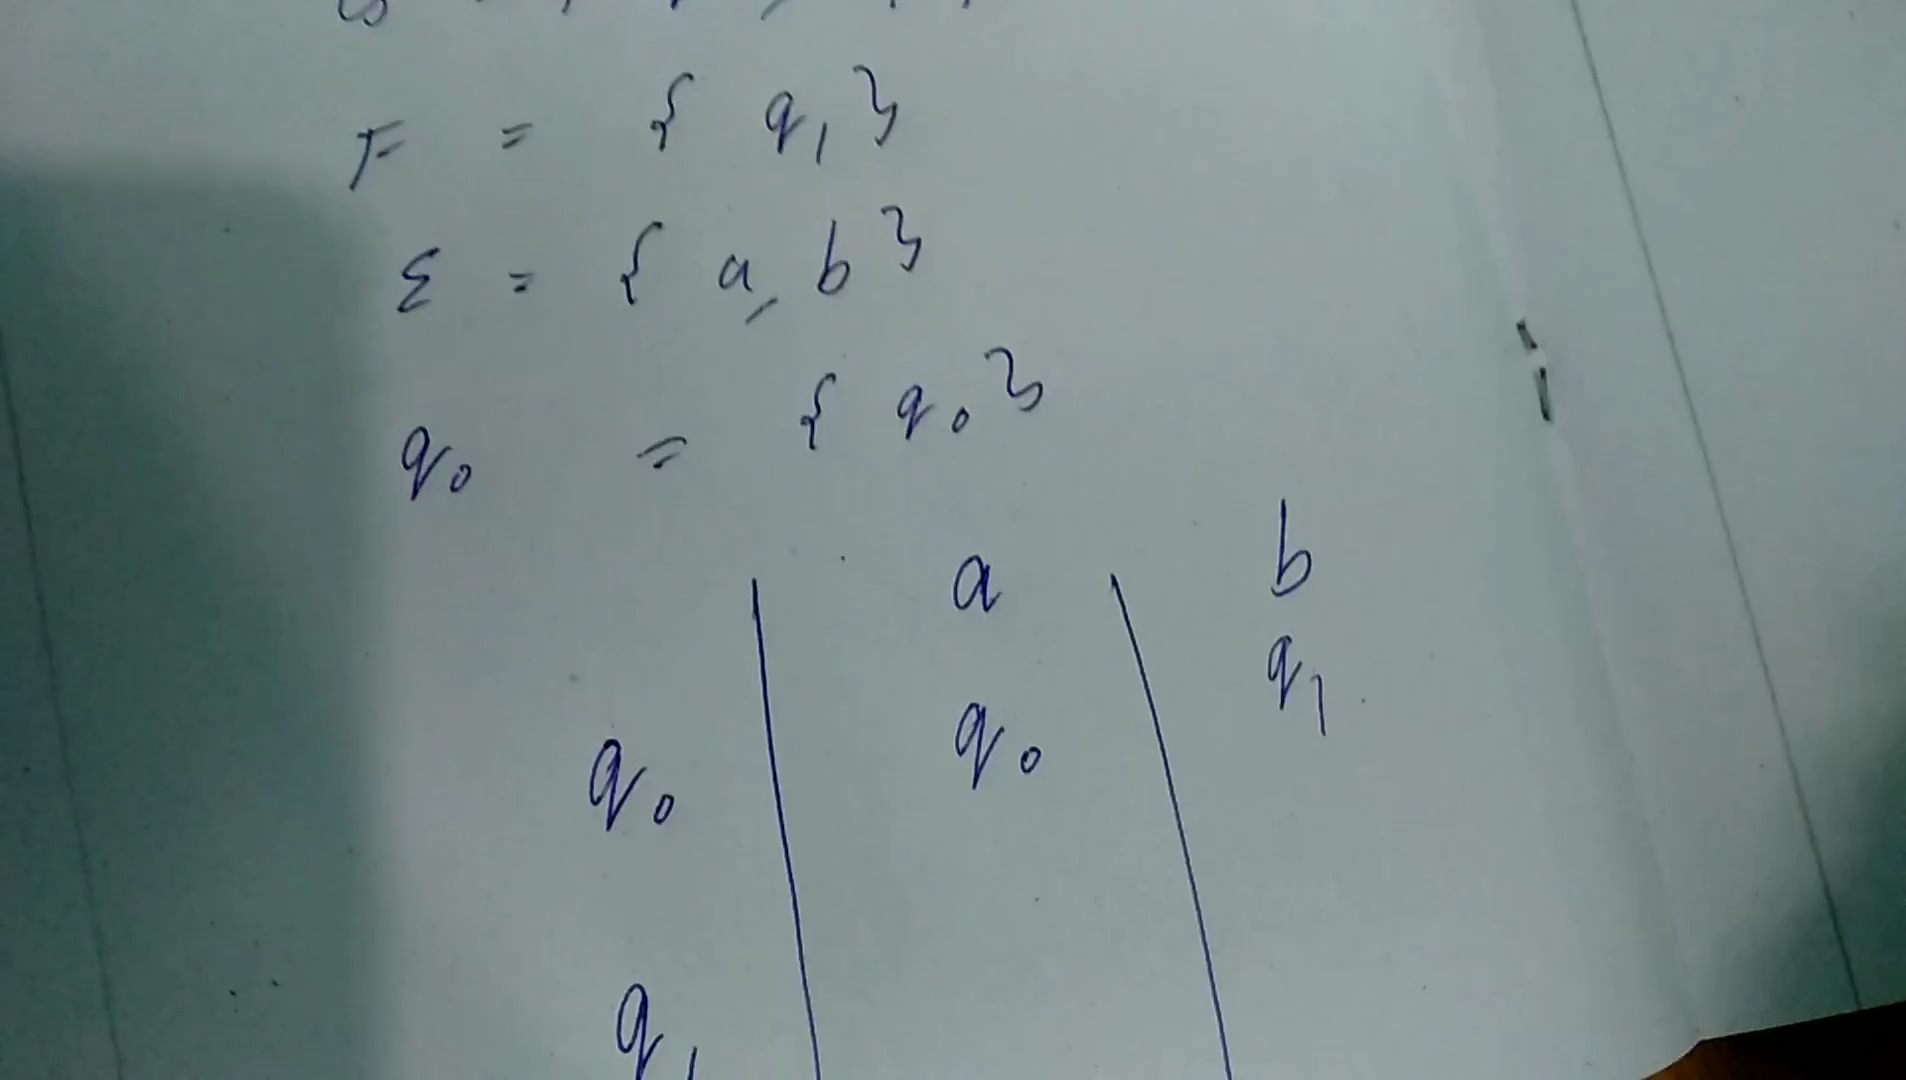 F = { q₁ }
Σ = { a, b }
q₀ = { q₀ }
a b
q₁
q₀ q₀
q₁